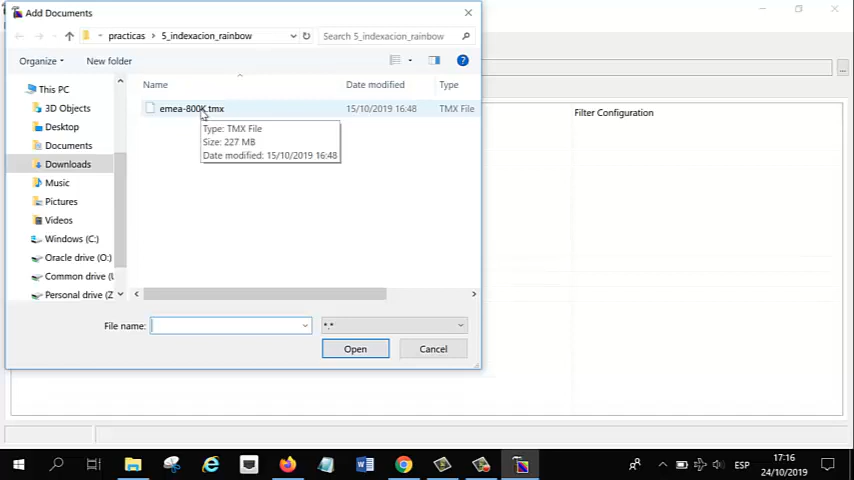 Add Documents
practicas
5_indexacion_rainbow
Search 5_indexacion_rainbow
Organize
New folder
?
This PC
3D Objects
Desktop
Documents
Downloads
Music
Pictures
Videos
Windows (C:)
Oracle drive (O:)
Common drive (
Personal drive (Z
Name
Date modified
Type
emea-800K.tmx
15/10/2019 16:48
TMX File
Type: TMX File
Size: 227 MB
Date modified: 15/10/2019 16:48
File name:
*.*
Open
Cancel
Filter Configuration
...
ESP
17:16
24/10/2019